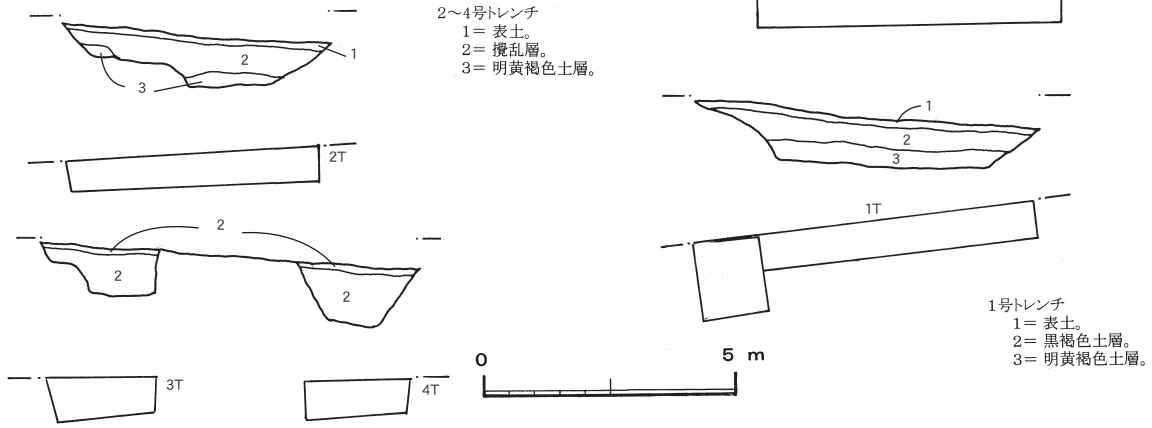 2～4号トレンチ
1＝ 表土。
2＝ 攪乱層。
3＝ 明黄褐色土層。
1
2
3
2T
2
2
2
3T
4T
1
2
3
1T
1号トレンチ
1＝ 表土。
2＝ 黒褐色土層。
3＝ 明黄褐色土層。
0 5 m